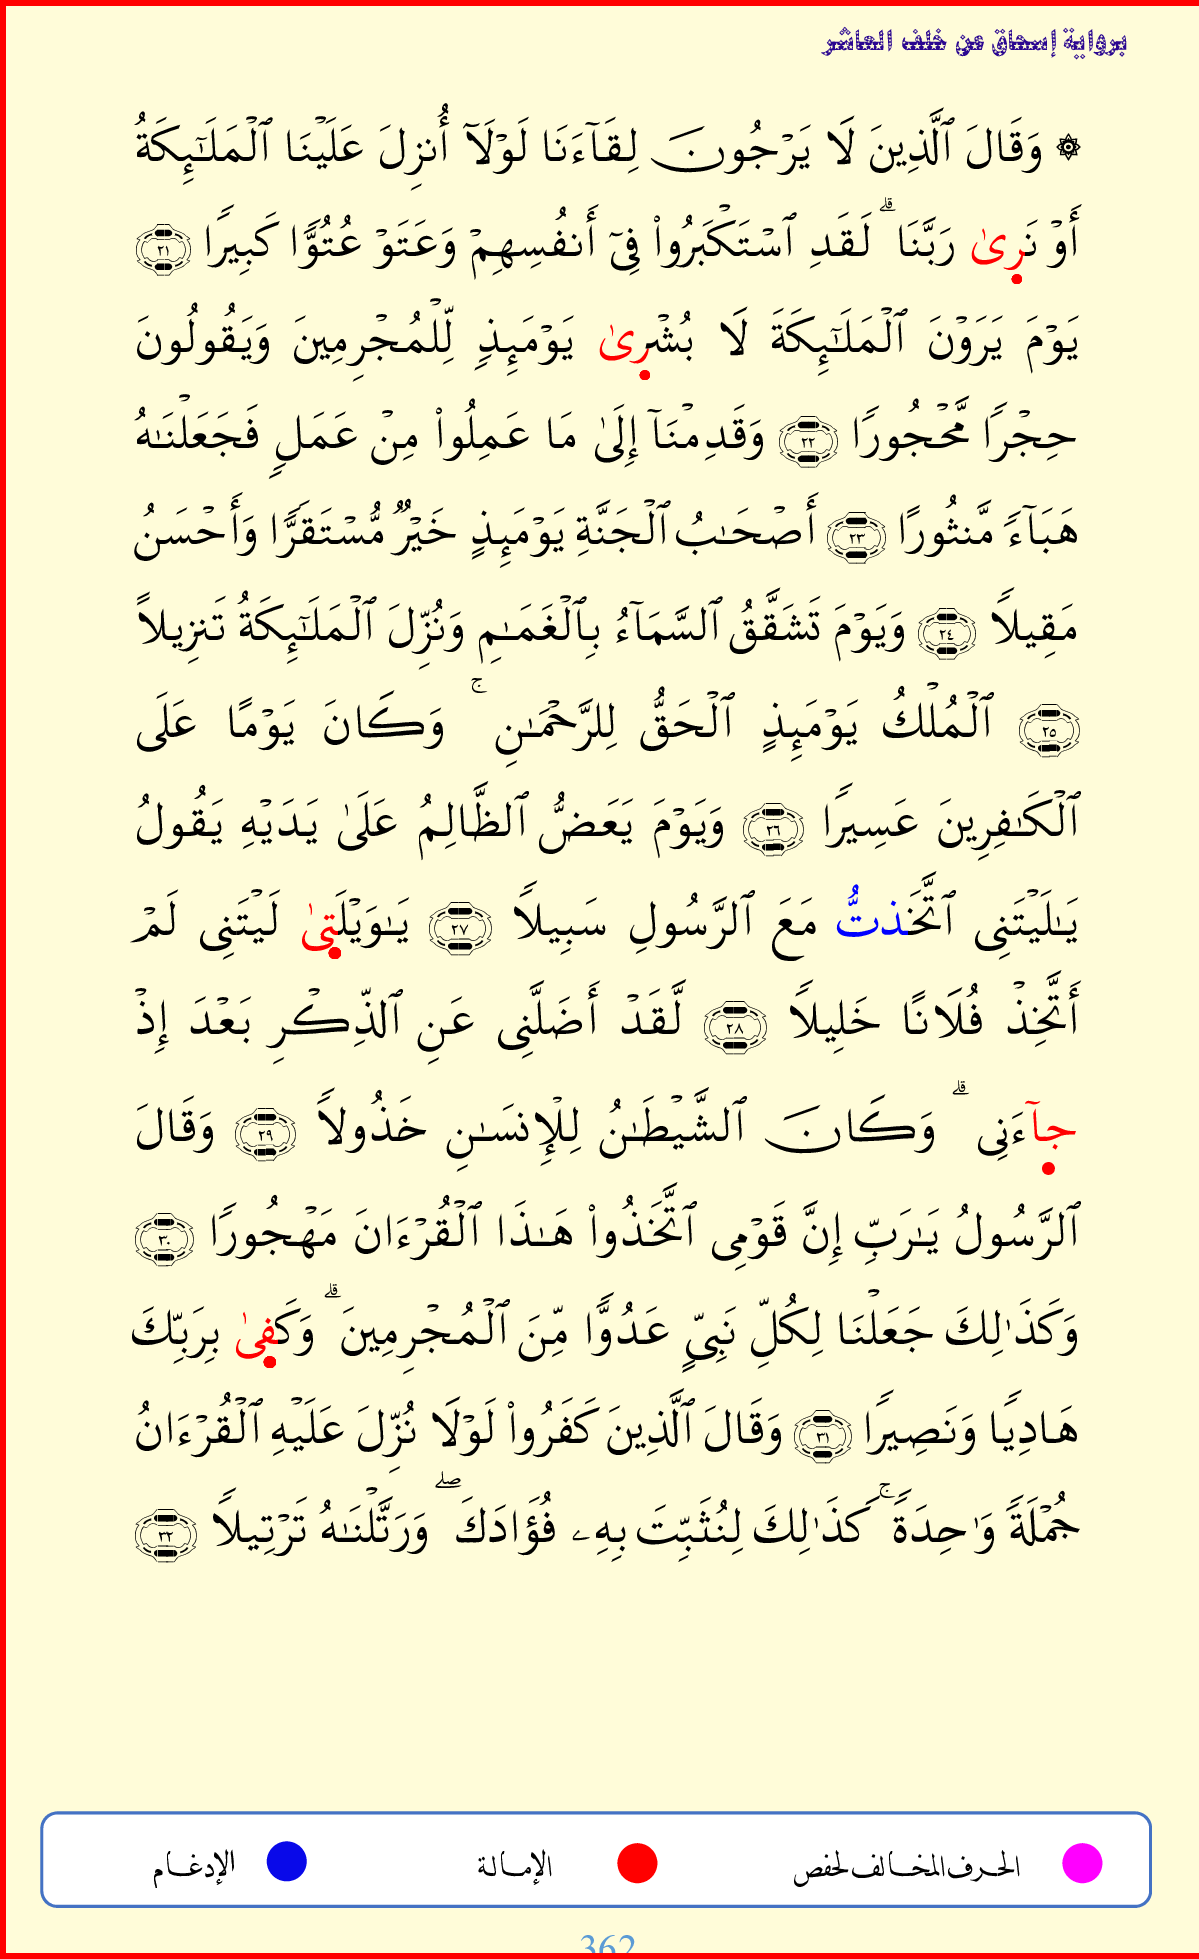 برواية إسحاق عن خلف العاشر
۞ وَقَالَ ٱلَّذِينَ لَا يَرۡجُونَ لِقَآءَنَا لَوۡلَآ أُنزِلَ عَلَيۡنَا ٱلۡمَلَـٰٓئِكَةُ
أَوۡ نَرِىٰ رَبَّنَا ۗ لَقَدِ ٱسۡتَكۡبَرُوا۟ فِىٓ أَنفُسِهِمۡ وَعَتَوۡ عُتُوًّا كَبِيرًا ٢١
يَوۡمَ يَرَوۡنَ ٱلۡمَلَـٰٓئِكَةَ لَا بُشۡرِىٰ يَوۡمَئِذٍ لِّلۡمُجۡرِمِينَ وَيَقُولُونَ
حِجۡرًا مَّحۡجُورًا ٢٢ وَقَدِمۡنَآ إِلَىٰ مَا عَمِلُوا۟ مِنۡ عَمَلٍ فَجَعَلۡنَـٰهُ
هَبَآءً مَّنثُورًا ٢٣ أَصۡحَـٰبُ ٱلۡجَنَّةِ يَوۡمَئِذٍ خَيۡرٌ مُّسۡتَقَرًّا وَأَحۡسَنُ
مَقِيلًا ٢٤ وَيَوۡمَ تَشَقَّقُ ٱلسَّمَآءُ بِٱلۡغَمَـٰمِ وَنُزِّلَ ٱلۡمَلَـٰٓئِكَةُ تَنزِيلًا
٢٥ ٱلۡمُلۡكُ يَوۡمَئِذٍ ٱلۡحَقُّ لِلرَّحۡمَـٰنِ ۚ وَكَانَ يَوۡمًا عَلَى
ٱلۡكَـٰفِرِينَ عَسِيرًا ٢٦ وَيَوۡمَ يَعَضُّ ٱلظَّالِمُ عَلَىٰ يَدَيۡهِ يَقُولُ
يَـٰلَيۡتَنِى ٱتَّخَذتُّ مَعَ ٱلرَّسُولِ سَبِيلًا ٢٧ يَـٰوَيۡلَتِىٰ لَيۡتَنِى لَمۡ
أَتَّخِذۡ فُلَانًا خَلِيلًا ٢٨ لَّقَدۡ أَضَلَّنِى عَنِ ٱلذِّكۡرِ بَعۡدَ إِذۡ
جآءَنِى ۗ وَكَانَ ٱلشَّيۡطَـٰنُ لِلۡإِنسَـٰنِ خَذُولًا ٢٩ وَقَالَ
ٱلرَّسُولُ يَـٰرَبِّ إِنَّ قَوۡمِى ٱتَّخَذُوا۟ هَـٰذَا ٱلۡقُرۡءَانَ مَهۡجُورًا ٣٠
وَكَذَٰلِكَ جَعَلۡنَا لِكُلِّ نَبِىٍّ عَدُوًّا مِّنَ ٱلۡمُجۡرِمِينَ ۗ وَكَفِىٰ بِرَبِّكَ
هَادِيًا وَنَصِيرًا ٣١ وَقَالَ ٱلَّذِينَ كَفَرُوا۟ لَوۡلَا نُزِّلَ عَلَيۡهِ ٱلۡقُرۡءَانُ
جُمۡلَةً وَٰحِدَةً ۚ كَذَٰلِكَ لِنُثَبِّتَ بِهِۦ فُؤَادَكَ ۖ وَرَتَّلۡنَـٰهُ تَرۡتِيلًا ٣٢
الحرف المخالف لحفص الإمالة الإدغام
362